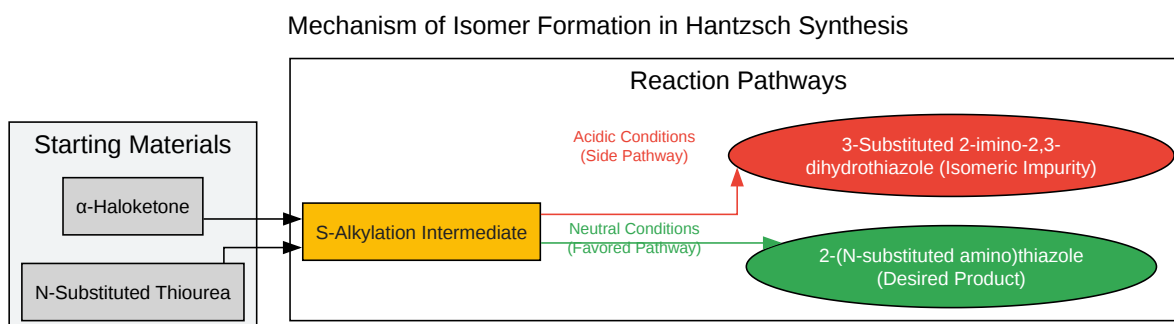 Mechanism of Isomer Formation in Hantzsch Synthesis
Reaction Pathways
Starting Materials
α-Haloketone
N-Substituted Thiourea
S-Alkylation Intermediate
Acidic Conditions
(Side Pathway)
Neutral Conditions
(Favored Pathway)
3-Substituted 2-imino-2,3-
dihydrothiazole (Isomeric Impurity)
2-(N-substituted amino)thiazole
(Desired Product)